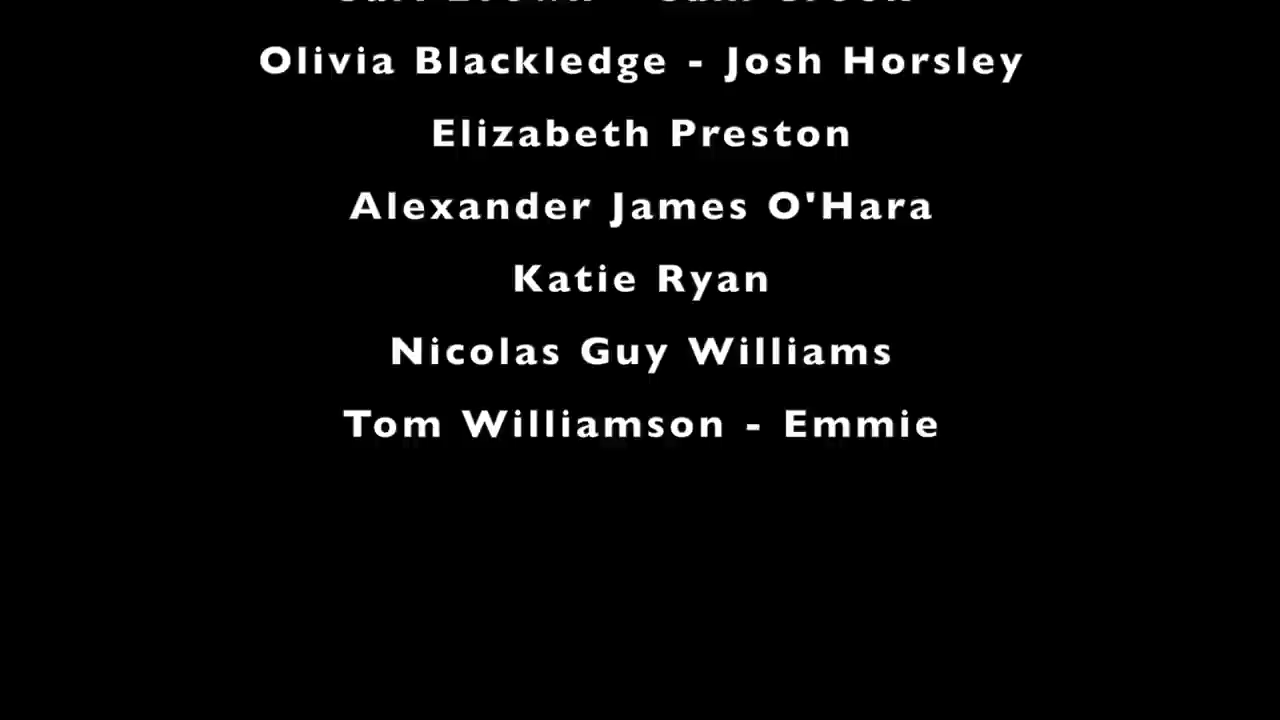 Olivia Blackledge - Josh Horsley
Elizabeth Preston
Alexander James O'Hara
Katie Ryan
Nicolas Guy Williams
Tom Williamson - Emmie